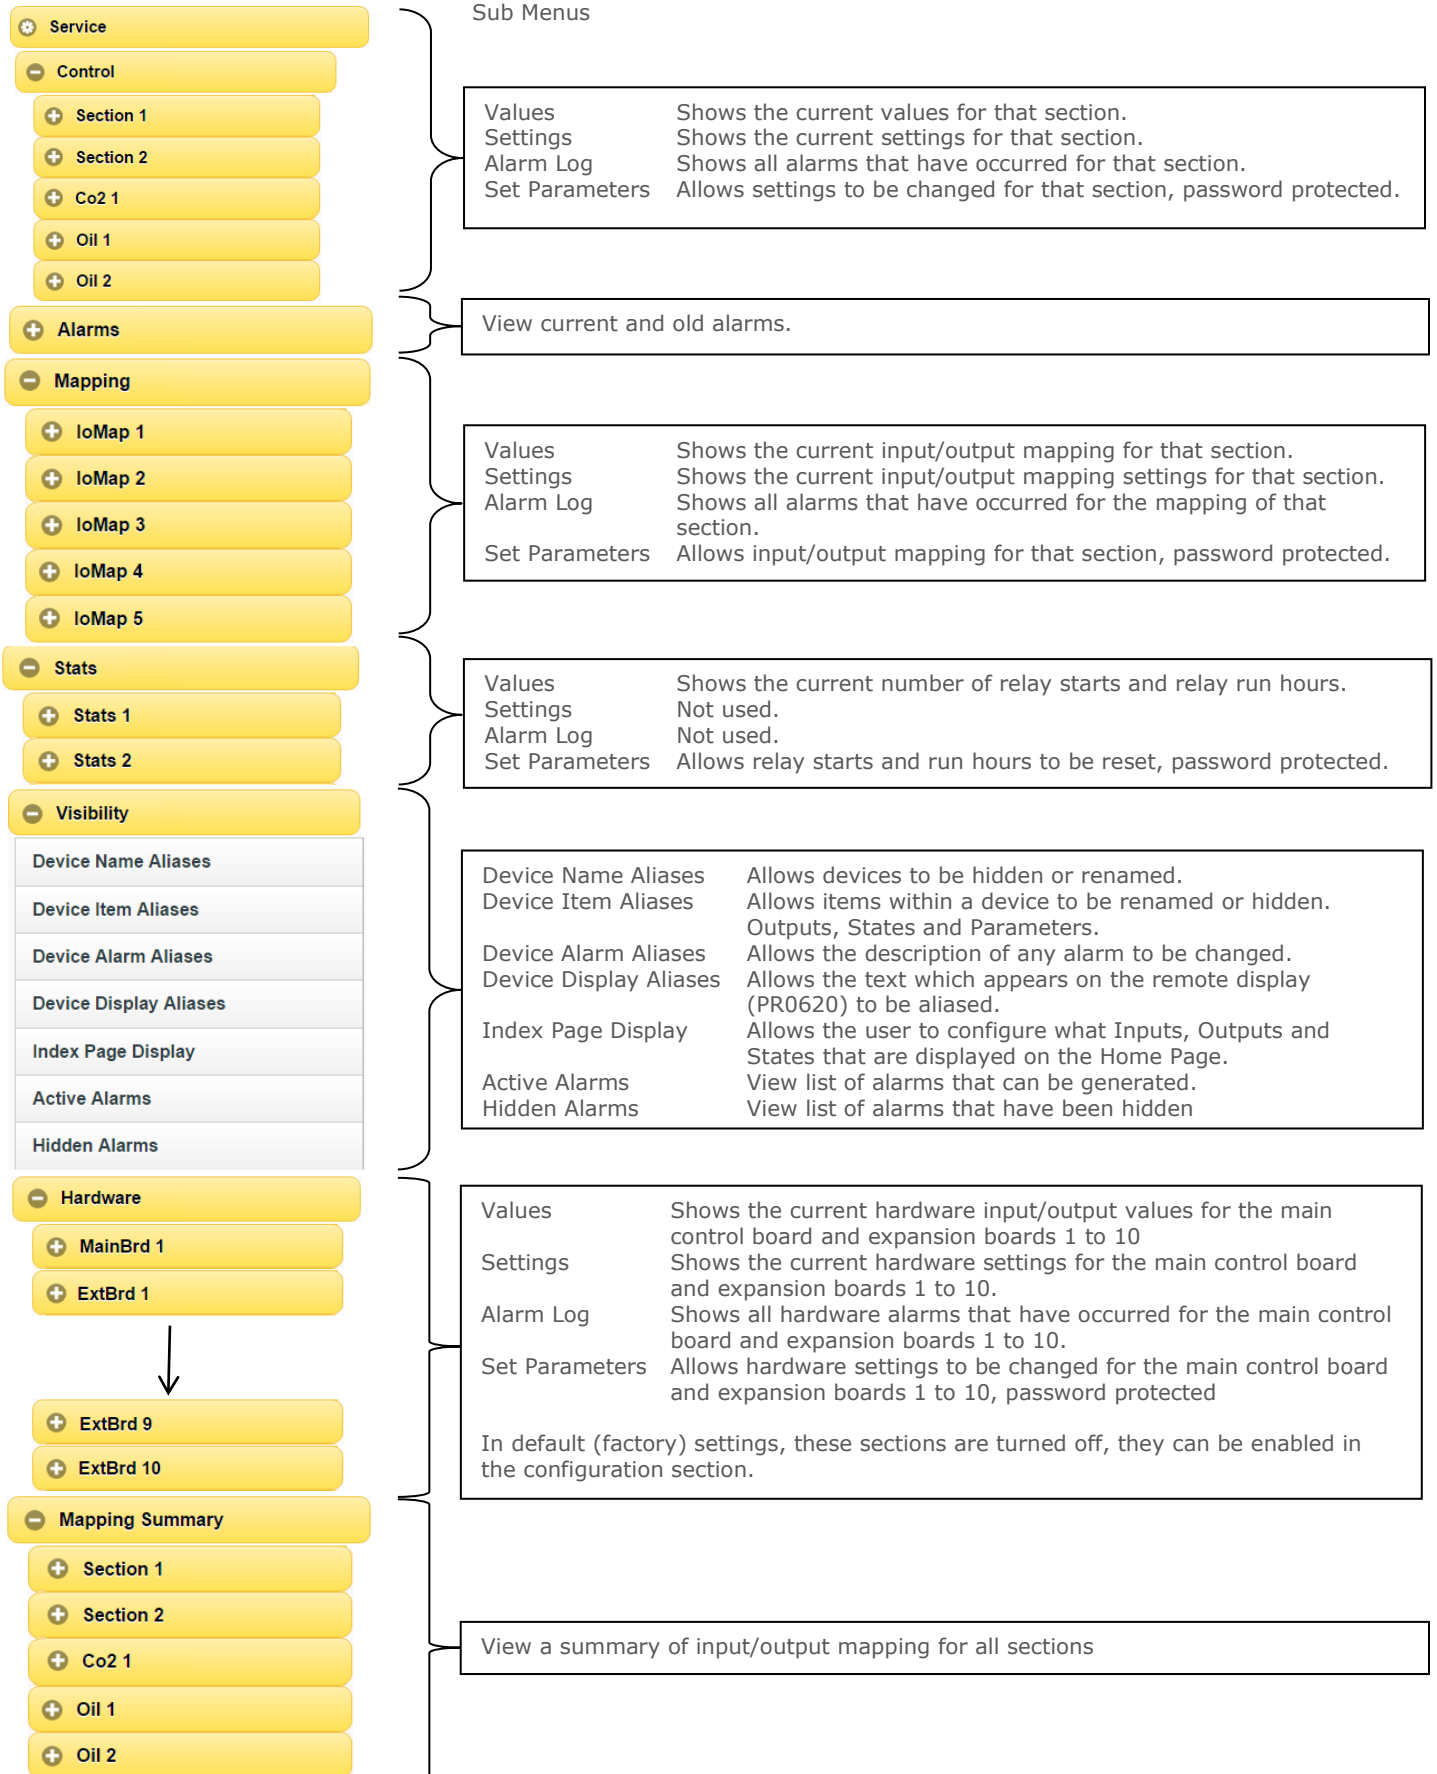 Sub Menus
Service
Control
Section 1
Section 2
Co2 1
Oil 1
Oil 2
Values Shows the current values for that section.
Settings Shows the current settings for that section.
Alarm Log Shows all alarms that have occurred for that section.
Set Parameters Allows settings to be changed for that section, password protected.
Alarms
View current and old alarms.
Mapping
IoMap 1
IoMap 2
IoMap 3
IoMap 4
IoMap 5
Values Shows the current input/output mapping for that section.
Settings Shows the current input/output mapping settings for that section.
Alarm Log Shows all alarms that have occurred for the mapping of that
section.
Set Parameters Allows input/output mapping for that section, password protected.
Stats
Stats 1
Stats 2
Values Shows the current number of relay starts and relay run hours.
Settings Not used.
Alarm Log Not used.
Set Parameters Allows relay starts and run hours to be reset, password protected.
Visibility
Device Name Aliases
Device Item Aliases
Device Alarm Aliases
Device Display Aliases
Index Page Display
Active Alarms
Hidden Alarms
Device Name Aliases Allows devices to be hidden or renamed.
Device Item Aliases Allows items within a device to be renamed or hidden.
Outputs, States and Parameters.
Device Alarm Aliases Allows the description of any alarm to be changed.
Device Display Aliases Allows the text which appears on the remote display
(PR0620) to be aliased.
Index Page Display Allows the user to configure what Inputs, Outputs and
States that are displayed on the Home Page.
Active Alarms View list of alarms that can be generated.
Hidden Alarms View list of alarms that have been hidden
Hardware
MainBrd 1
ExtBrd 1
ExtBrd 9
ExtBrd 10
Values Shows the current hardware input/output values for the main
control board and expansion boards 1 to 10
Settings Shows the current hardware settings for the main control board
and expansion boards 1 to 10.
Alarm Log Shows all hardware alarms that have occurred for the main control
board and expansion boards 1 to 10.
Set Parameters Allows hardware settings to be changed for the main control board
and expansion boards 1 to 10, password protected
In default (factory) settings, these sections are turned off, they can be enabled in
the configuration section.
Mapping Summary
Section 1
Section 2
Co2 1
Oil 1
Oil 2
View a summary of input/output mapping for all sections